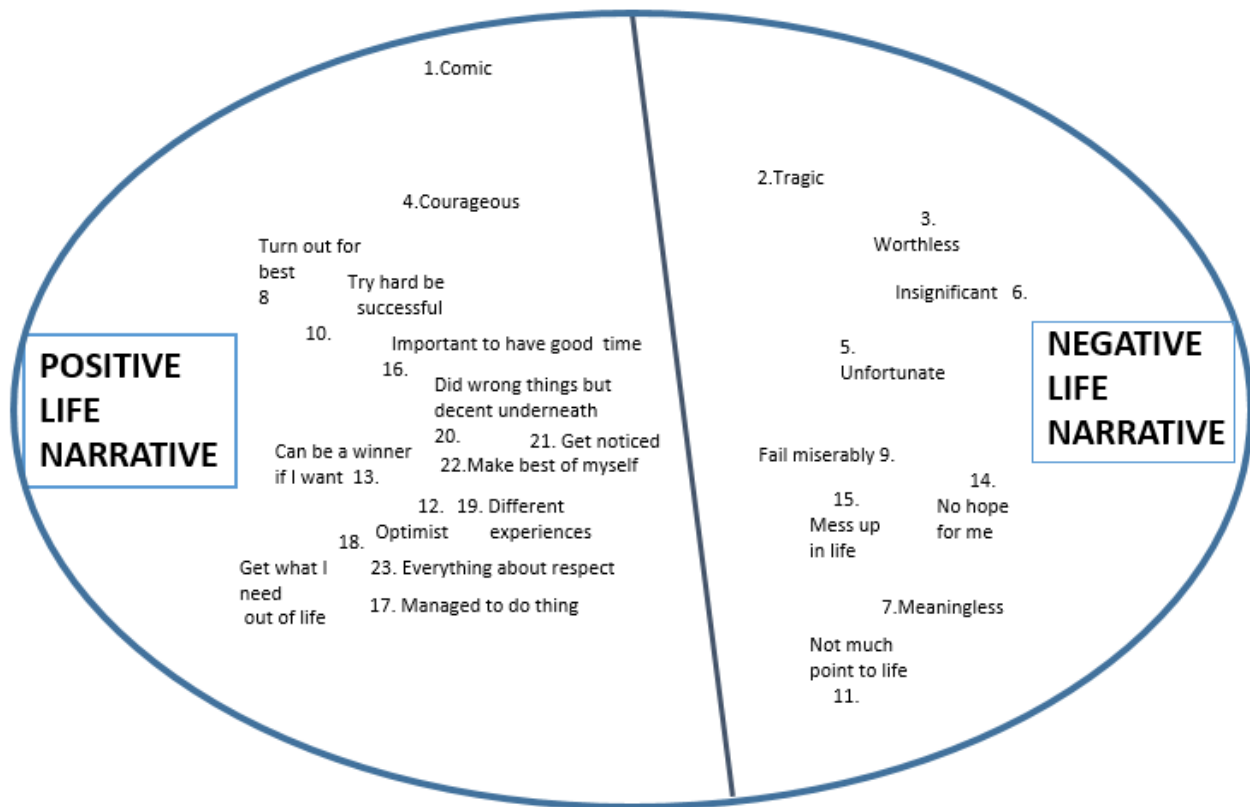 1.Comic
4.Courageous
Turn out for
best
8
Try hard be
successful
10.
Important to have good time
16.
Did wrong things but
decent underneath
20.
21. Get noticed
Can be a winner
if I want 13.
22.Make best of myself
12. 19. Different
Optimist experiences
18.
Get what I
need
out of life
23. Everything about respect
17. Managed to do thing
POSITIVE
LIFE
NARRATIVE
2.Tragic
3.
Worthless
Insignificant 6.
5.
Unfortunate
NEGATIVE
LIFE
NARRATIVE
Fail miserably 9.
14.
No hope
for me
15.
Mess up
in life
7.Meaningless
Not much
point to life
11.